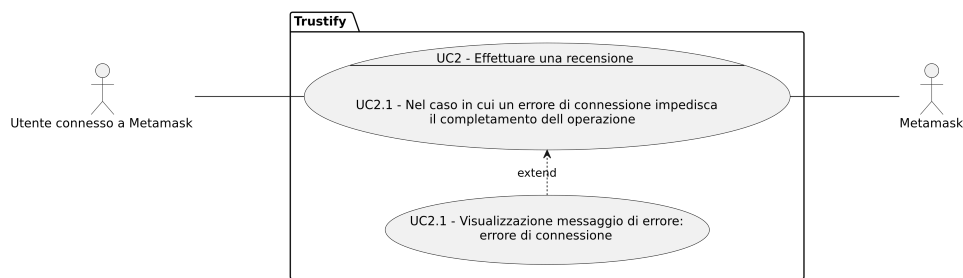 Trustify
UC2 - Effettuare una recensione
UC2.1 - Nel caso in cui un errore di connessione impedisca
il completamento dell operazione
Utente connesso a Metamask
Metamask
extend
UC2.1 - Visualizzazione messaggio di errore:
errore di connessione